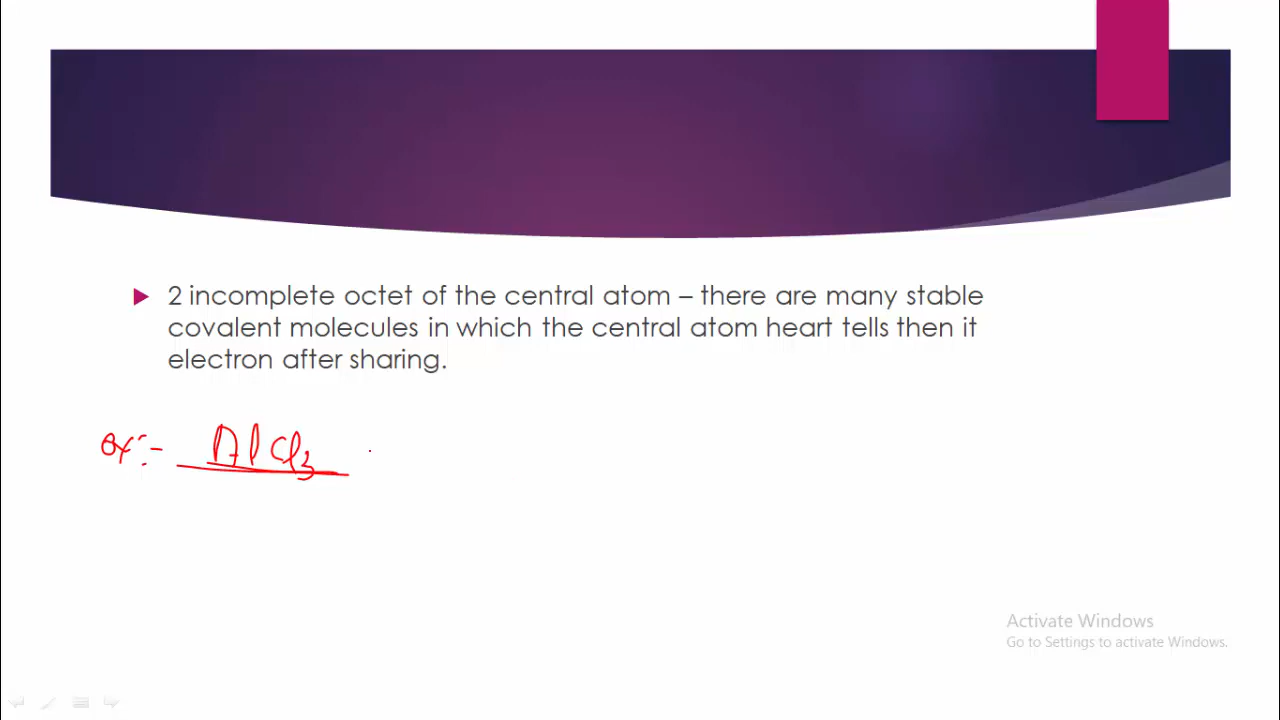 2 incomplete octet of the central atom – there are many stable
covalent molecules in which the central atom heart tells then it
electron after sharing.
ex:- AlCl3
Activate Windows
Go to Settings to activate Windows.